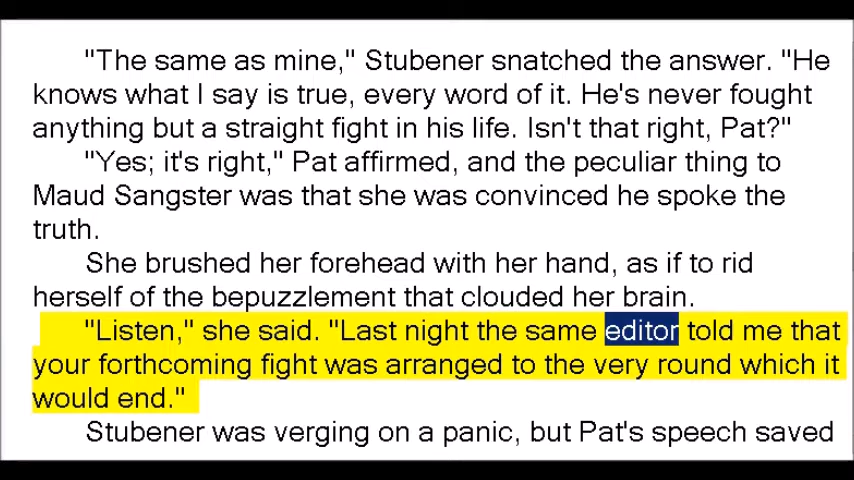 "The same as mine," Stubener snatched the answer. "He
knows what I say is true, every word of it. He's never fought
anything but a straight fight in his life. Isn't that right, Pat?"
"Yes; it's right," Pat affirmed, and the peculiar thing to
Maud Sangster was that she was convinced he spoke the
truth.
She brushed her forehead with her hand, as if to rid
herself of the bepuzzlement that clouded her brain.
"Listen," she said. "Last night the same editor told me that
your forthcoming fight was arranged to the very round which it
would end."
Stubener was verging on a panic, but Pat's speech saved